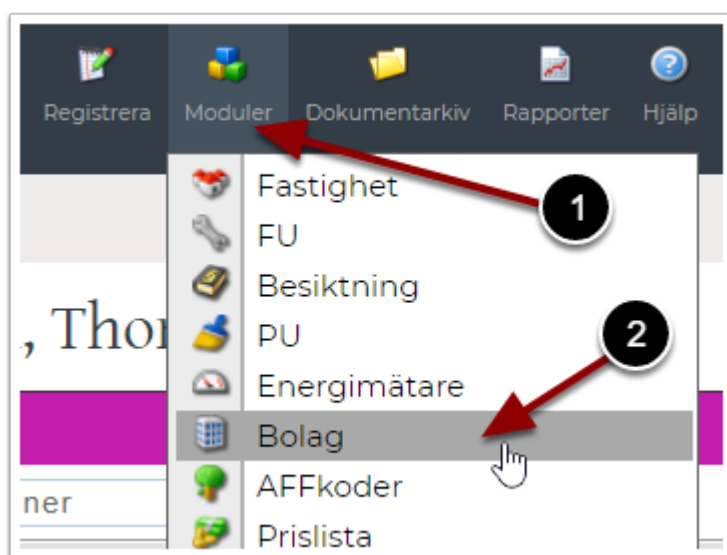 Registrera Moduler Dokumentarkiv Rapporter Hjälp
Fastighet
1
FU
Besiktning
, Thor
PU
2
Energimätare
Bolag
AFFkoder
ner
Prislista